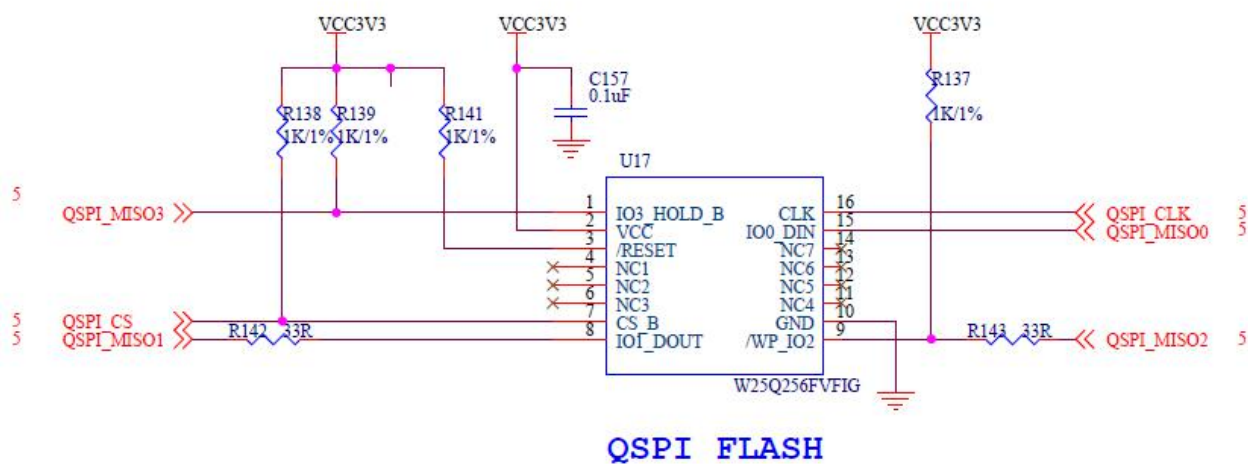 VCC3V3 VCC3V3 VCC3V3
C157
0.1uF
R137
1K/1%
R138 R139 R141
1K/1% 1K/1% 1K/1%
U17
5 QSPI_MISO3 1 IO3_HOLD_B CLK 16 QSPI_CLK 5
2 VCC IO0_DIN 15 QSPI_MISO0 5
3 /RESET NC7 14
4 NC1 NC6 13
5 NC2 NC5 12
6 NC3 NC4 11
5 QSPI_CS 7 CS_B GND 10
5 QSPI_MISO1 R142 33R 8 IO1_DOUT /WP_IO2 9 R143 33R QSPI_MISO2 5
W25Q256FVFIG
QSPI FLASH